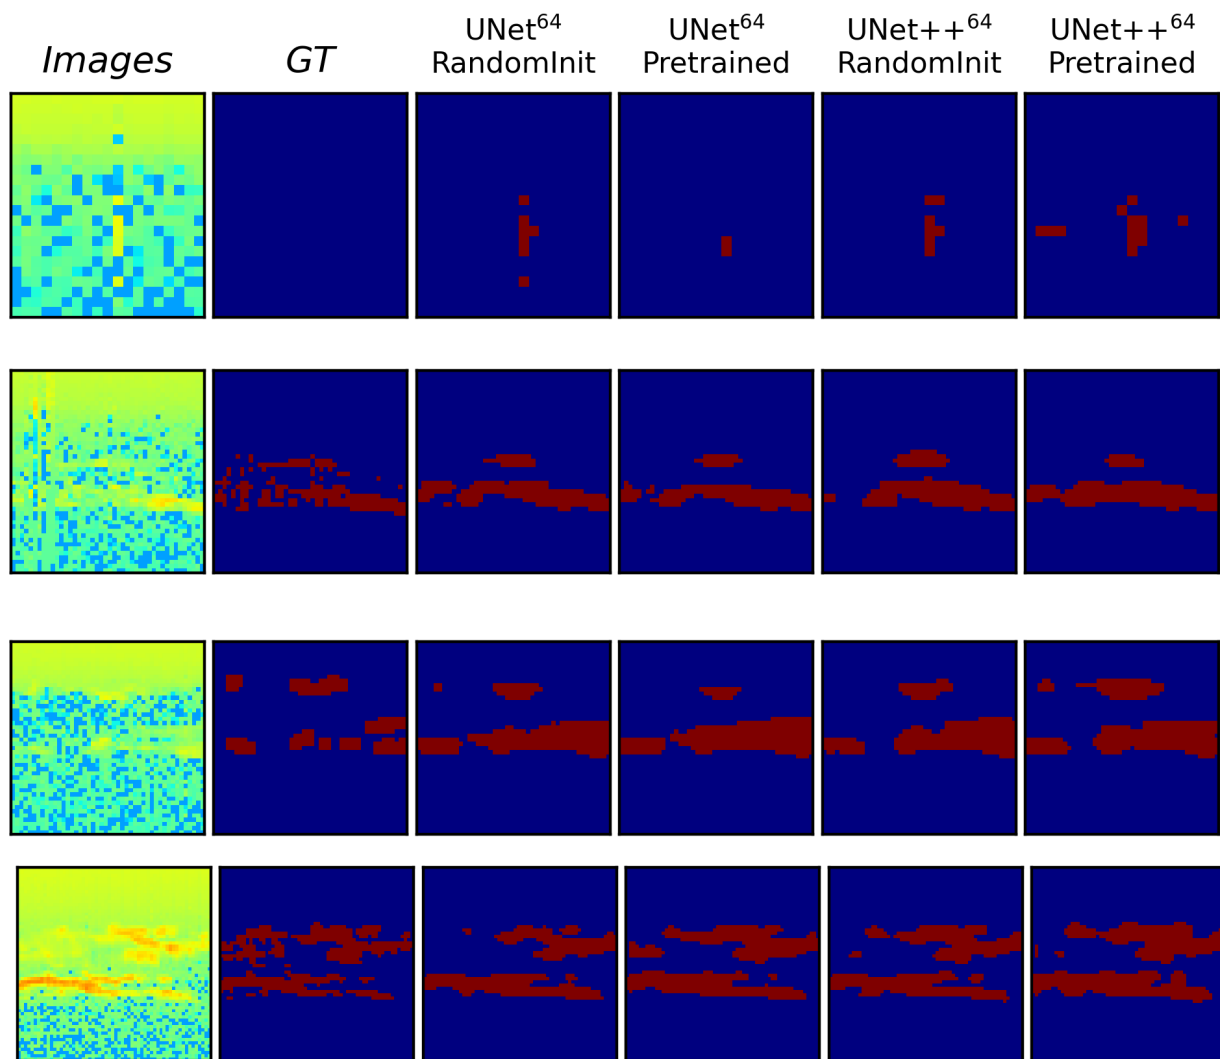 Images
GT
UNet⁶⁴
RandomInit
UNet⁶⁴
Pretrained
UNet++⁶⁴
RandomInit
UNet++⁶⁴
Pretrained